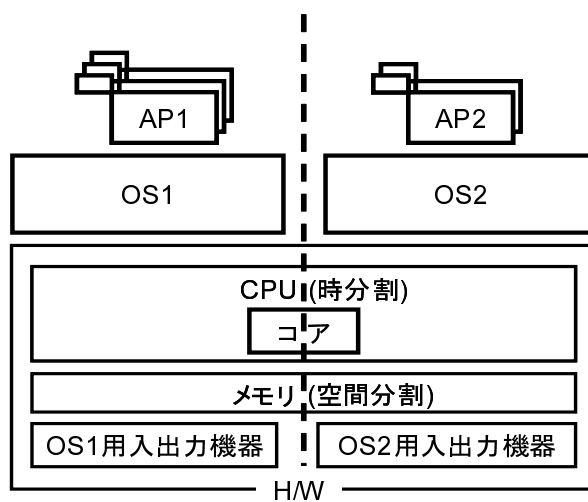 AP1
AP2
OS1
OS2
CPU (時分割)
コア
メモリ (空間分割)
OS1用入出力機器
OS2用入出力機器
H/W